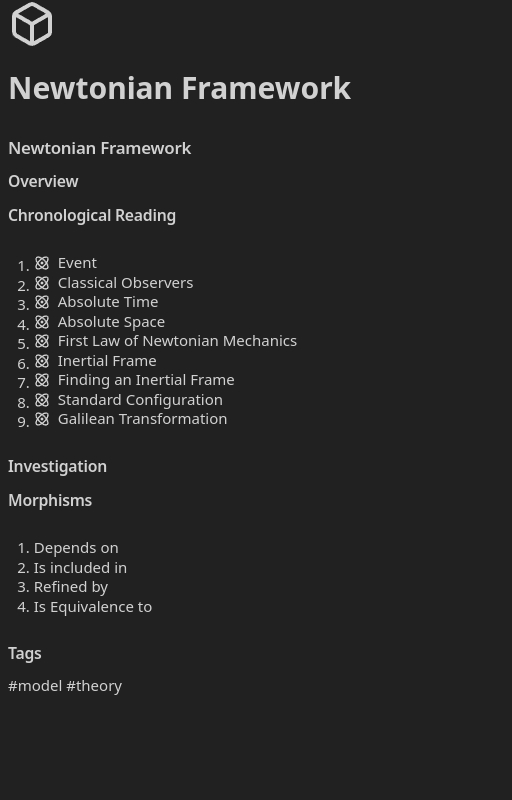 Newtonian Framework
Newtonian Framework
Overview
Chronological Reading
1. Event
2. Classical Observers
3. Absolute Time
4. Absolute Space
5. First Law of Newtonian Mechanics
6. Inertial Frame
7. Finding an Inertial Frame
8. Standard Configuration
9. Galilean Transformation
Investigation
Morphisms
1. Depends on
2. Is included in
3. Refined by
4. Is Equivalence to
Tags
#model #theory